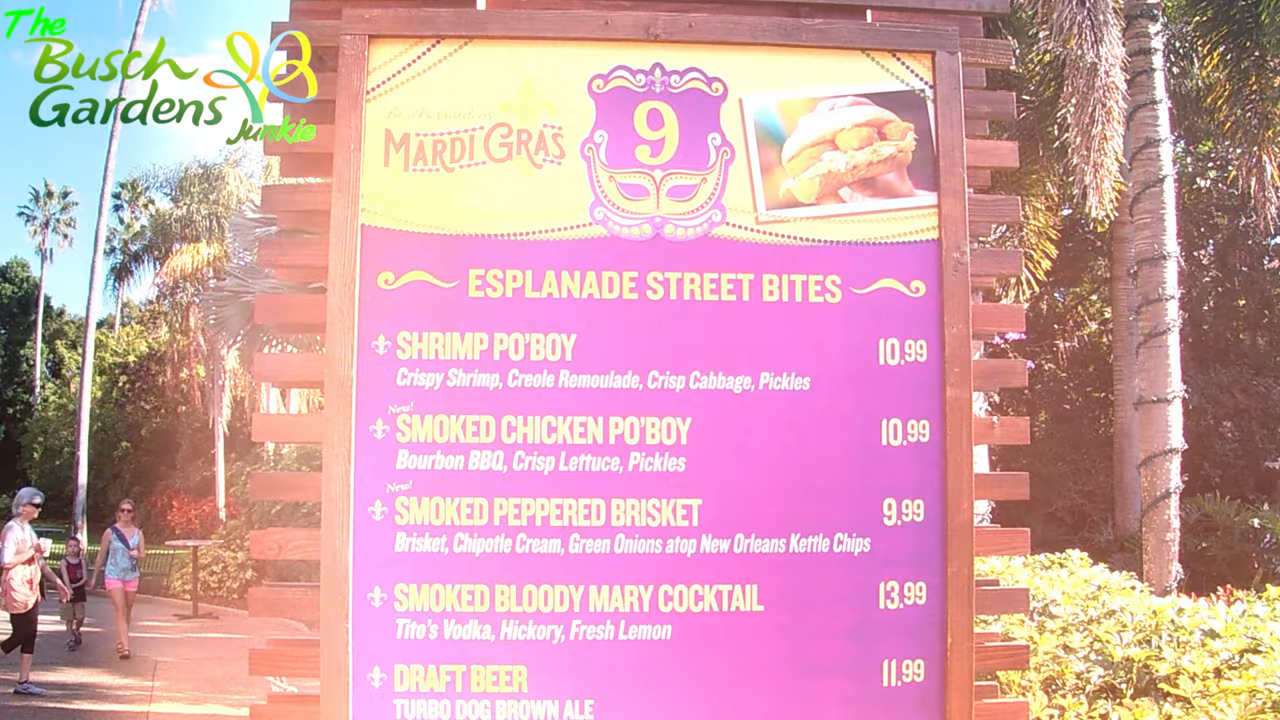 The
Busch
Gardens
Junkie
Busch Gardens
MARDI GRAS
9
ESPLANADE STREET BITES
SHRIMP PO'BOY 10.99
Crispy Shrimp, Creole Remoulade, Crisp Cabbage, Pickles
New!
SMOKED CHICKEN PO'BOY 10.99
Bourbon BBQ, Crisp Lettuce, Pickles
New!
SMOKED PEPPERED BRISKET 9.99
Brisket, Chipotle Cream, Green Onions atop New Orleans Kettle Chips
SMOKED BLOODY MARY COCKTAIL 13.99
Tito's Vodka, Hickory, Fresh Lemon
DRAFT BEER 11.99
TURBO DOG BROWN ALE